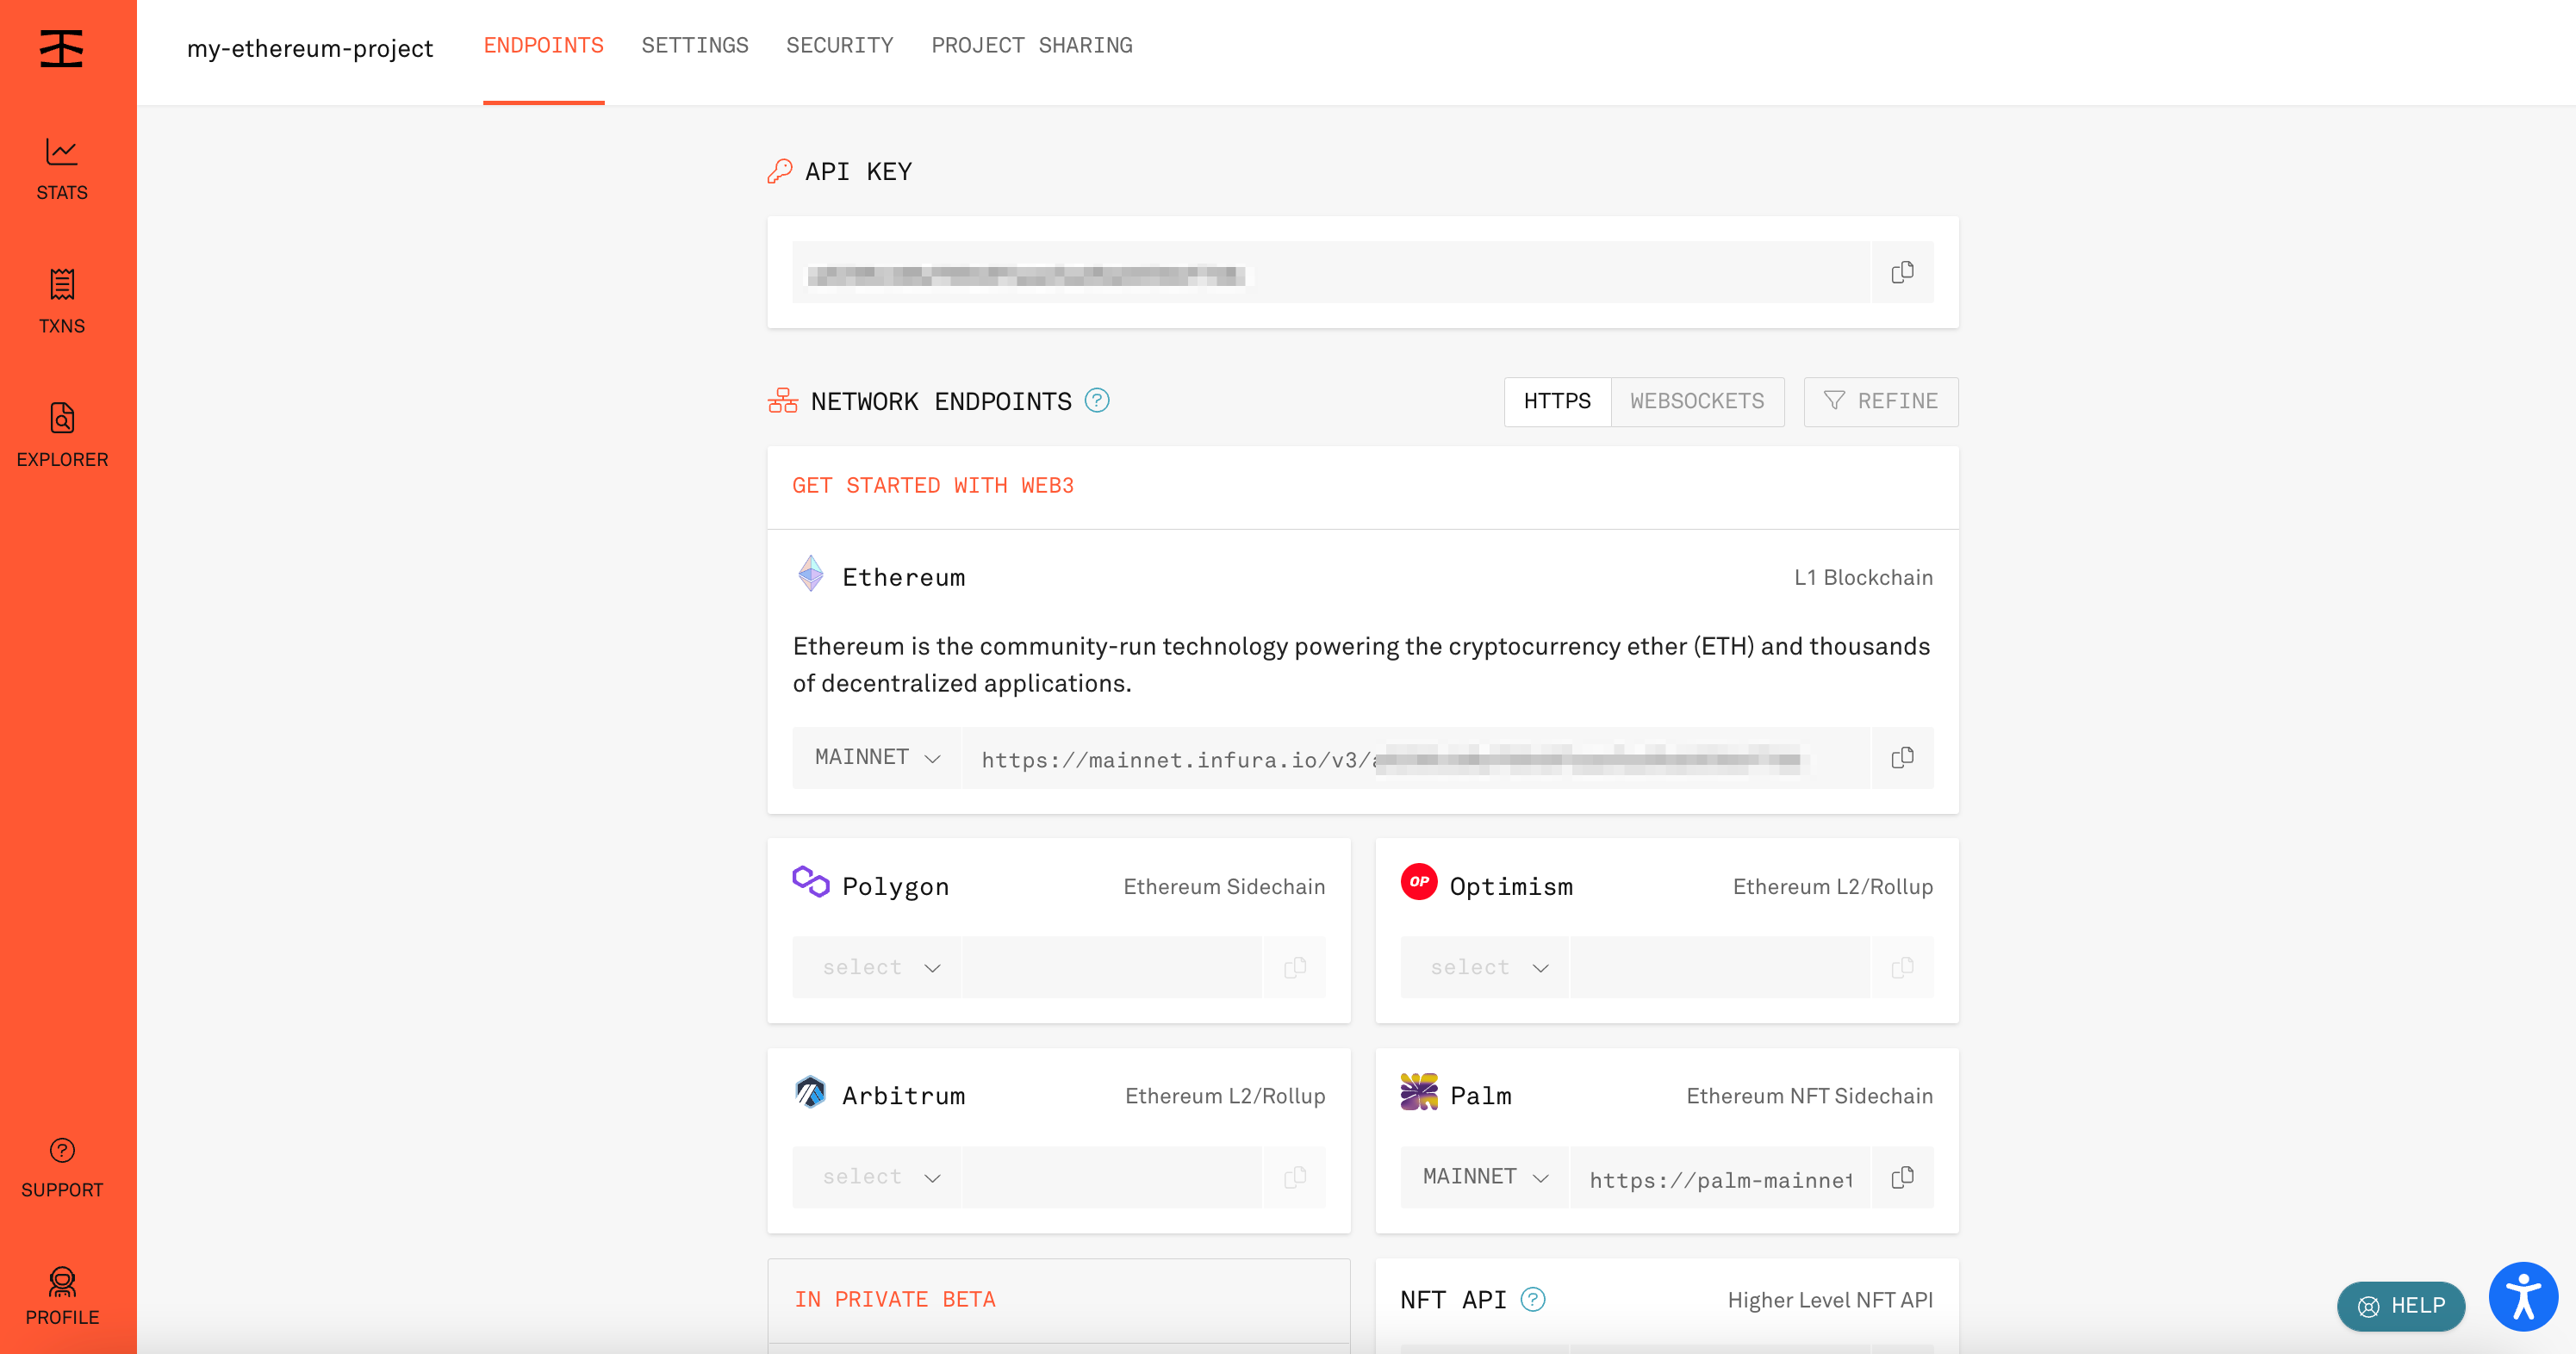 my-ethereum-project
ENDPOINTS SETTINGS SECURITY PROJECT SHARING
STATS
TXNS
EXPLORER
SUPPORT
PROFILE
API KEY
NETWORK ENDPOINTS ?
HTTPS WEBSOCKETS REFINE
GET STARTED WITH WEB3
Ethereum L1 Blockchain
Ethereum is the community-run technology powering the cryptocurrency ether (ETH) and thousands
of decentralized applications.
MAINNET https://mainnet.infura.io/v3/
Polygon Ethereum Sidechain
select
OP Optimism Ethereum L2/Rollup
select
Arbitrum Ethereum L2/Rollup
select
Palm Ethereum NFT Sidechain
MAINNET https://palm-mainnet
IN PRIVATE BETA
NFT API ? Higher Level NFT API
HELP